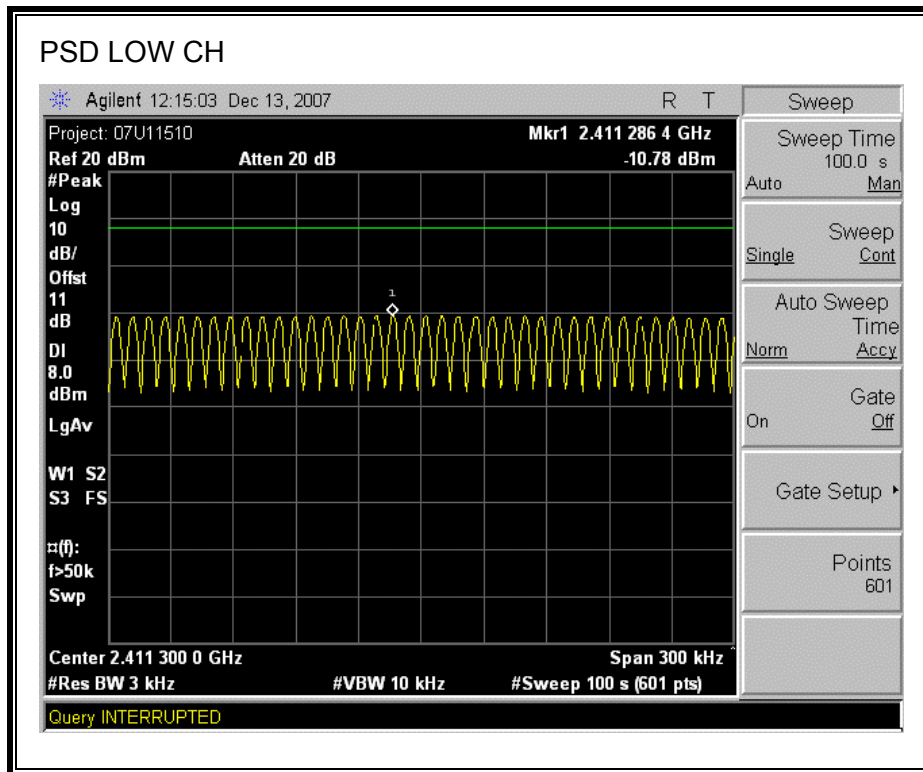 PSD LOW CH
Agilent 12:15:03 Dec 13, 2007 R T
Project: 07U11510 Mkr1 2.411 286 4 GHz
Ref 20 dBm Atten 20 dB -10.78 dBm
#Peak
Log
10
dB/
Offst
11
dB
DI
8.0
dBm
LgAv
W1 S2
S3 FS
¤(f):
f>50k
Swp
1
Center 2.411 300 0 GHz Span 300 kHz
#Res BW 3 kHz #VBW 10 kHz #Sweep 100 s (601 pts)
Query INTERRUPTED
Sweep
Sweep Time
100.0 s
Auto Man
Sweep
Single Cont
Auto Sweep
Time
Norm Accy
Gate
On Off
Gate Setup
Points
601